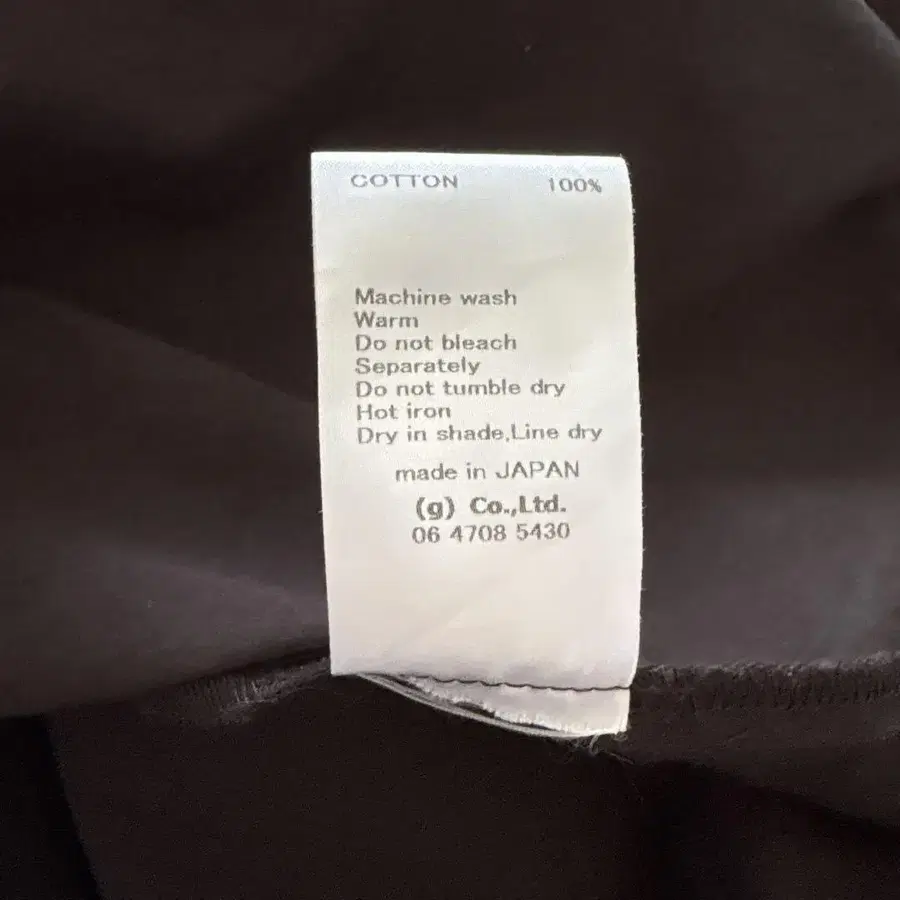 COTTON 100%
Machine wash
Warm
Do not bleach
Separately
Do not tumble dry
Hot iron
Dry in shade,Line dry
made in JAPAN
(g) Co.,Ltd.
06 4708 5430